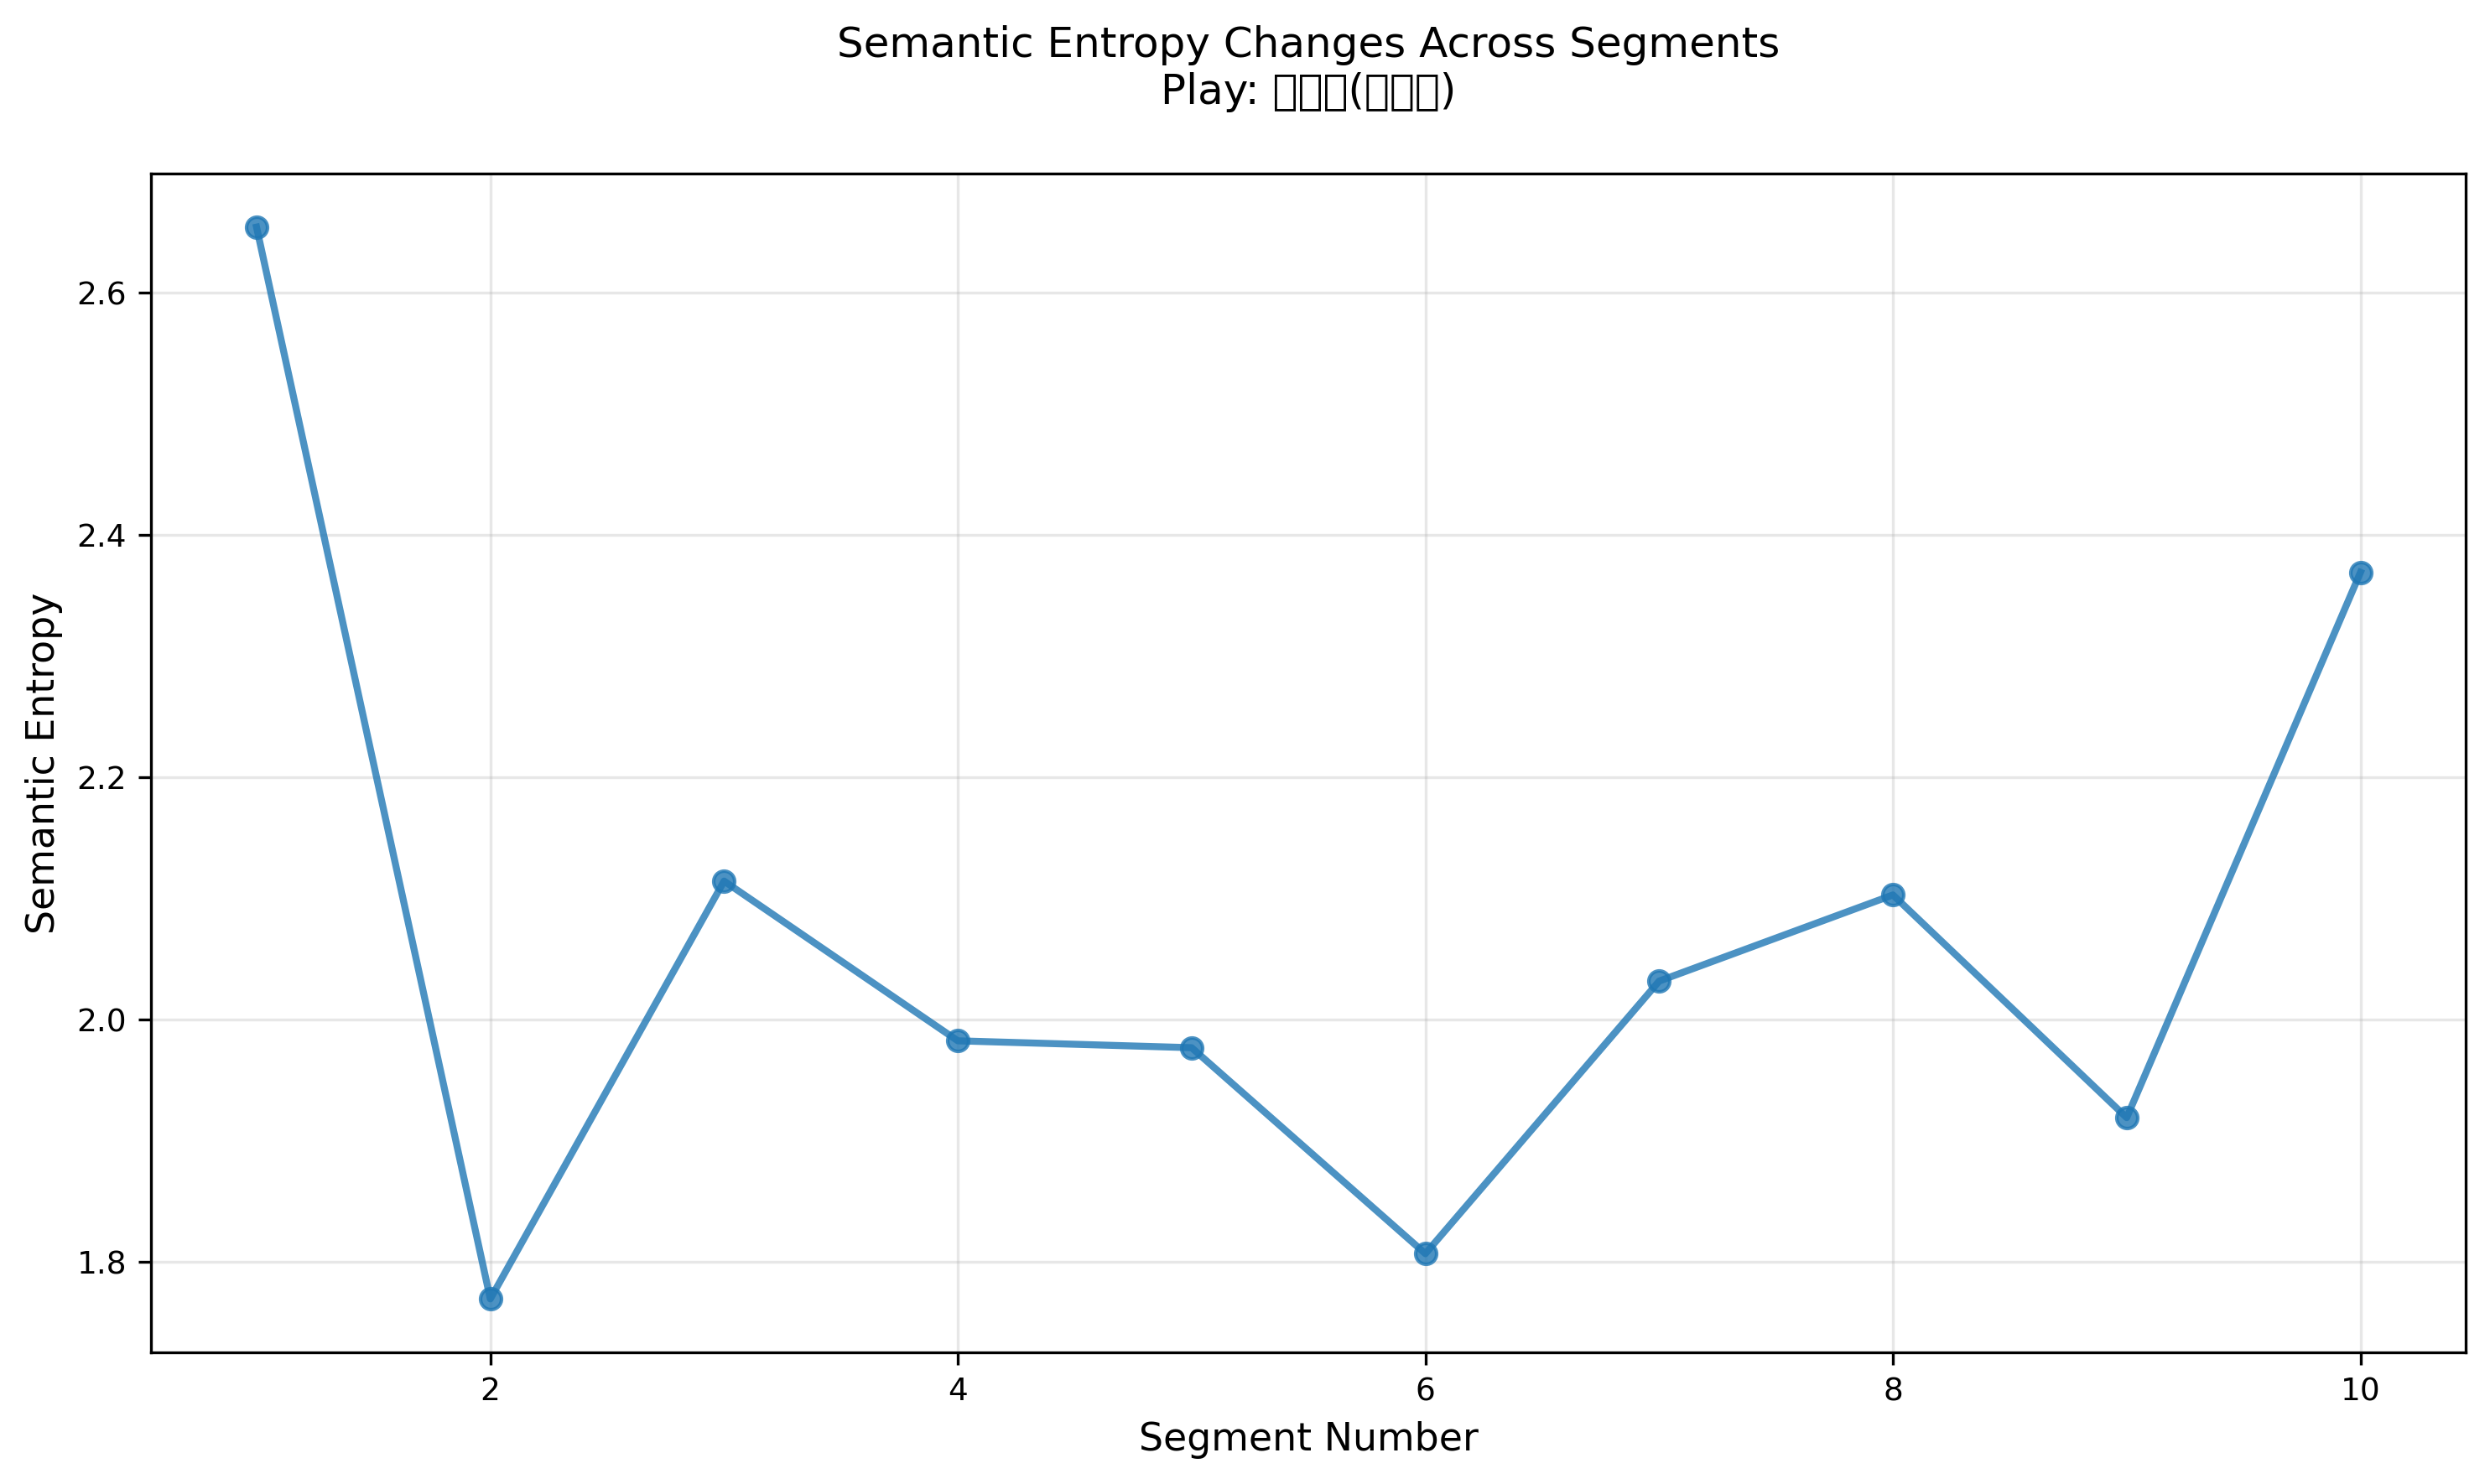 Semantic Entropy Changes Across Segments
Play: □□□(□□□)
Semantic Entropy
2.6
2.4
2.2
2.0
1.8
2
4
6
8
10
Segment Number